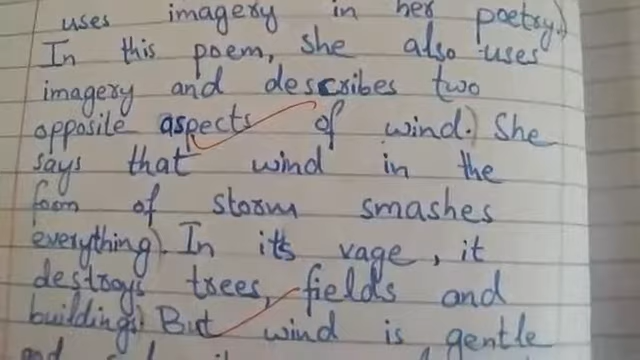 uses imagery in her poetry.)
In this poem, she also uses
imagery and describes two
opposite aspects of wind.) She
says that wind in the
form of storm smashes
everything) In its rage, it
destroys trees, fields and
buildings.) But wind is gentle
and